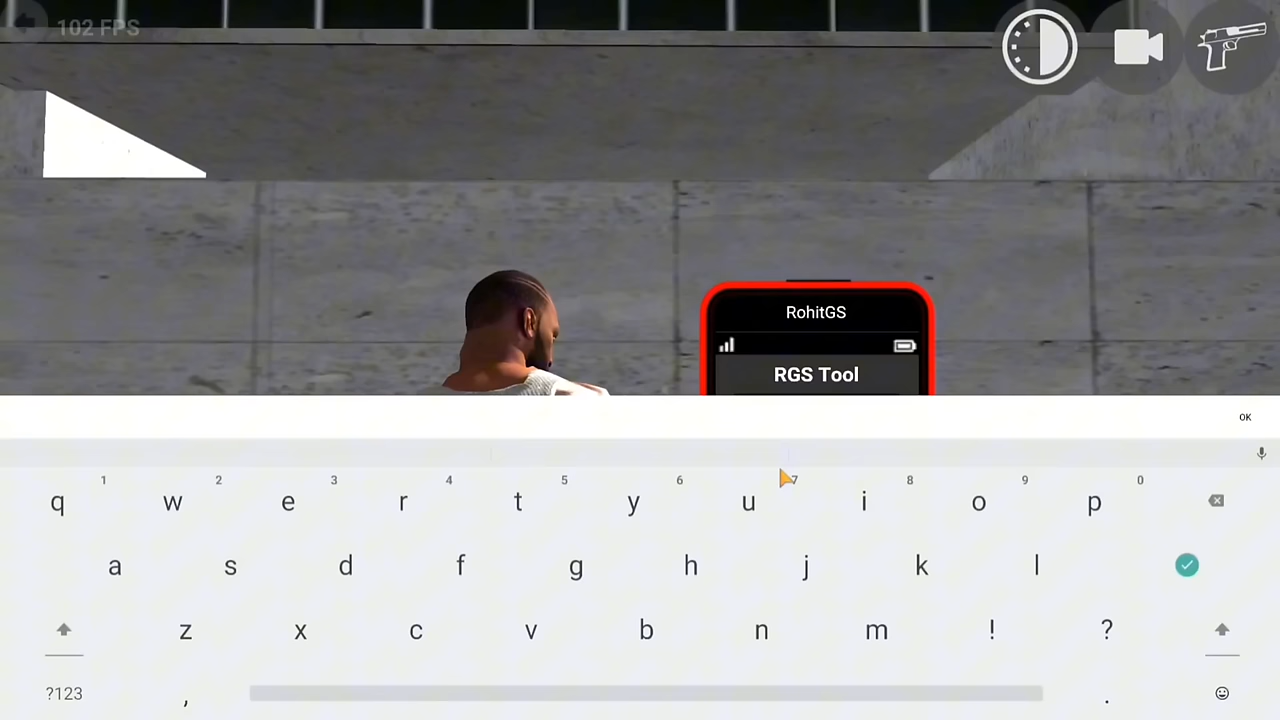 102 FPS
RohitGS
RGS Tool
OK
1 2 3 4 5 6 7 8 9 0
q w e r t y u i o p
a s d f g h j k l
z x c v b n m ! ?
?123 , .